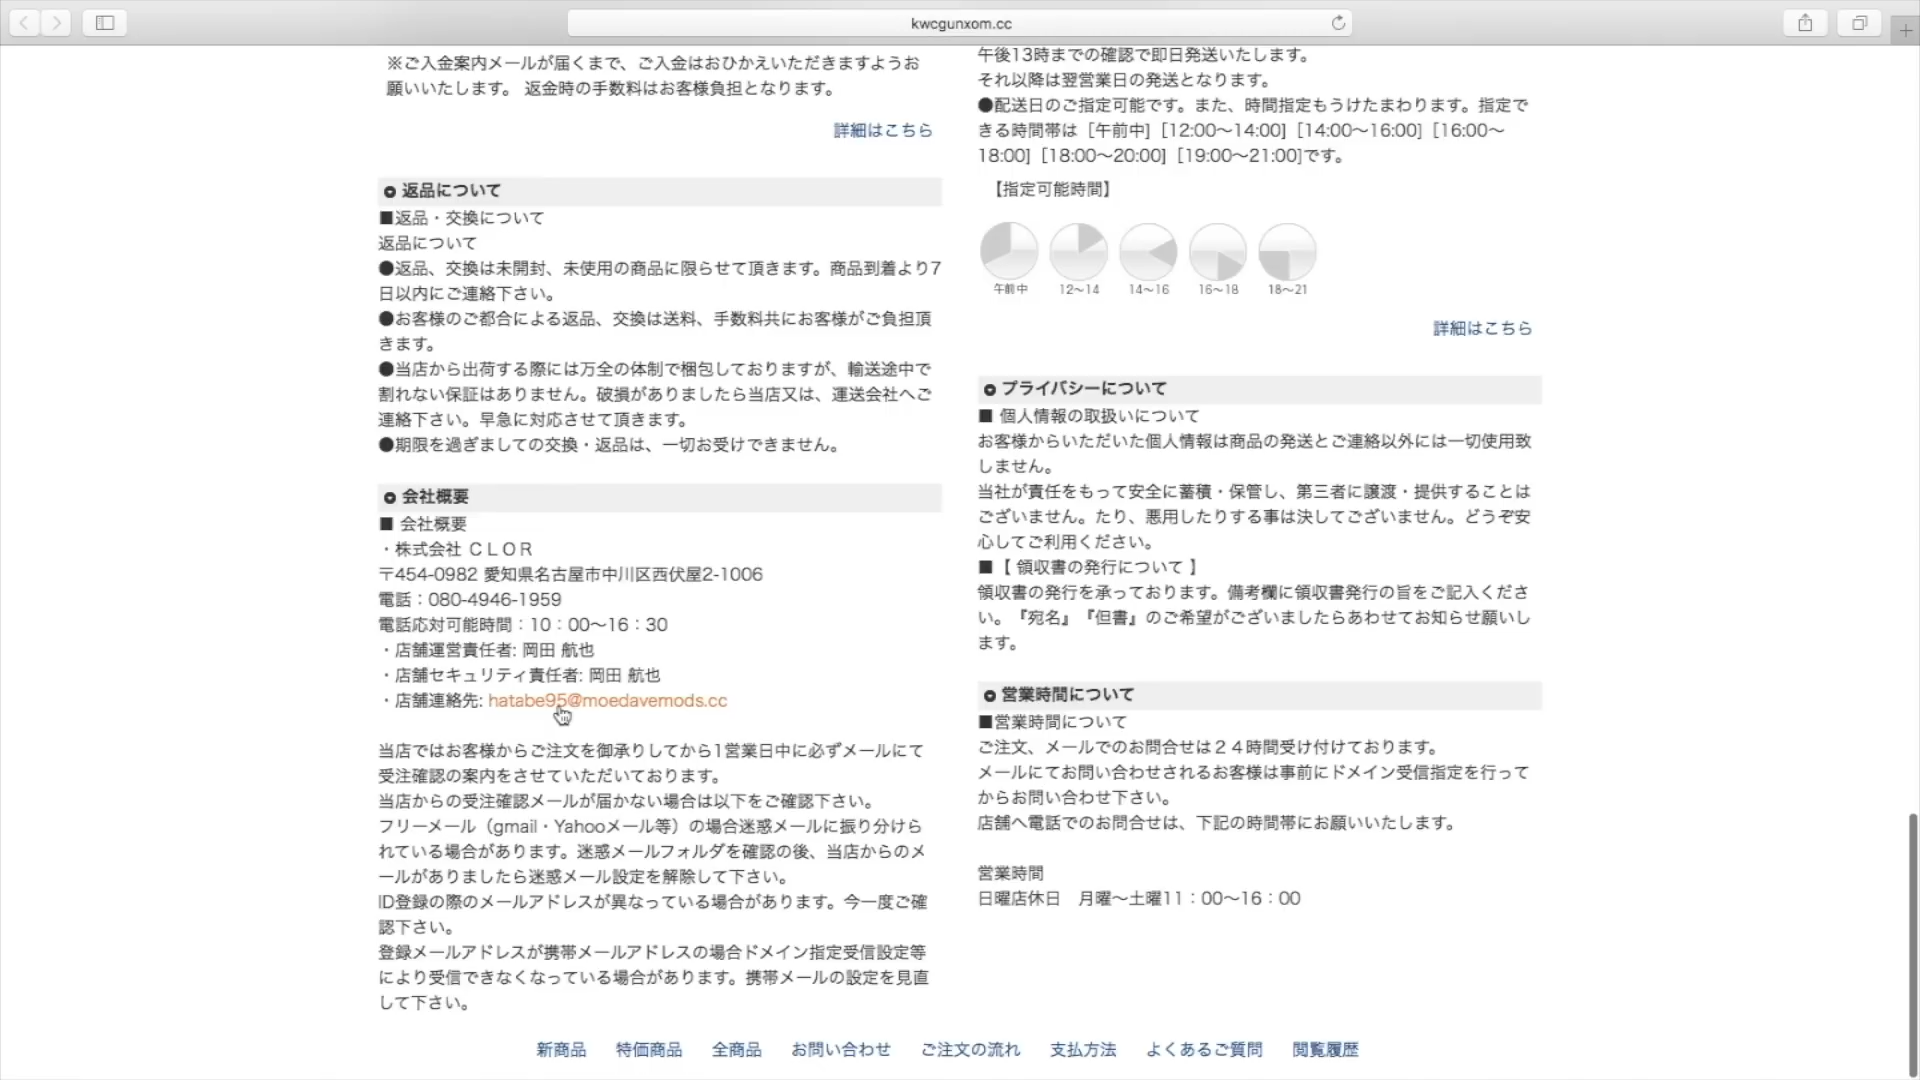 kwcgunxom.cc
※ご入金案内メールが届くまで、ご入金はおひかえいただきますようお
願いいたします。 返金時の手数料はお客様負担となります。
詳細はこちら
返品について
■返品・交換について
返品について
●返品、交換は未開封、未使用の商品に限らせて頂きます。商品到着より7
日以内にご連絡下さい。
●お客様のご都合による返品、交換は送料、手数料共にお客様がご負担頂
きます。
●当店から出荷する際には万全の体制で梱包しておりますが、輸送途中で
割れない保証はありません。破損がありましたら当店又は、運送会社へご
連絡下さい。早急に対応させて頂きます。
●期限を過ぎましての交換・返品は、一切お受けできません。
会社概要
■ 会社概要
・株式会社 ＣＬＯＲ
〒454-0982 愛知県名古屋市中川区西伏屋2-1006
電話：080-4946-1959
電話応対可能時間：10：00〜16：30
・店舗運営責任者: 岡田 航也
・店舗セキュリティ責任者: 岡田 航也
・店舗連絡先: hatabe95@moedavemods.cc
当店ではお客様からご注文を御承りしてから1営業日中に必ずメールにて
受注確認の案内をさせていただいております。
当店からの受注確認メールが届かない場合は以下をご確認下さい。
フリーメール（gmail・Yahooメール等）の場合迷惑メールに振り分けら
れている場合があります。迷惑メールフォルダを確認の後、当店からのメ
ールがありましたら迷惑メール設定を解除して下さい。
ID登録の際のメールアドレスが異なっている場合があります。今一度ご確
認下さい。
登録メールアドレスが携帯メールアドレスの場合ドメイン指定受信設定等
により受信できなくなっている場合があります。携帯メールの設定を見直
して下さい。
午後13時までの確認で即日発送いたします。
それ以降は翌営業日の発送となります。
●配送日のご指定可能です。また、時間指定もうけたまわります。指定で
きる時間帯は［午前中］［12:00〜14:00］［14:00〜16:00］［16:00〜
18:00］［18:00〜20:00］［19:00〜21:00]です。
【指定可能時間】
午前中 12〜14 14〜16 16〜18 18〜21
詳細はこちら
プライバシーについて
■ 個人情報の取扱いについて
お客様からいただいた個人情報は商品の発送とご連絡以外には一切使用致
しません。
当社が責任をもって安全に蓄積・保管し、第三者に譲渡・提供することは
ございません。たり、悪用したりする事は決してございません。どうぞ安
心してご利用ください。
■【 領収書の発行について 】
領収書の発行を承っております。備考欄に領収書発行の旨をご記入くださ
い。『宛名』『但書』のご希望がございましたらあわせてお知らせ願いし
ます。
営業時間について
■営業時間について
ご注文、メールでのお問合せは２４時間受け付けております。
メールにてお問い合わせされるお客様は事前にドメイン受信指定を行って
からお問い合わせ下さい。
店舗へ電話でのお問合せは、下記の時間帯にお願いいたします。
営業時間
日曜店休日　月曜〜土曜11：00〜16：00
新商品 特価商品 全商品 お問い合わせ ご注文の流れ 支払方法 よくあるご質問 閲覧履歴